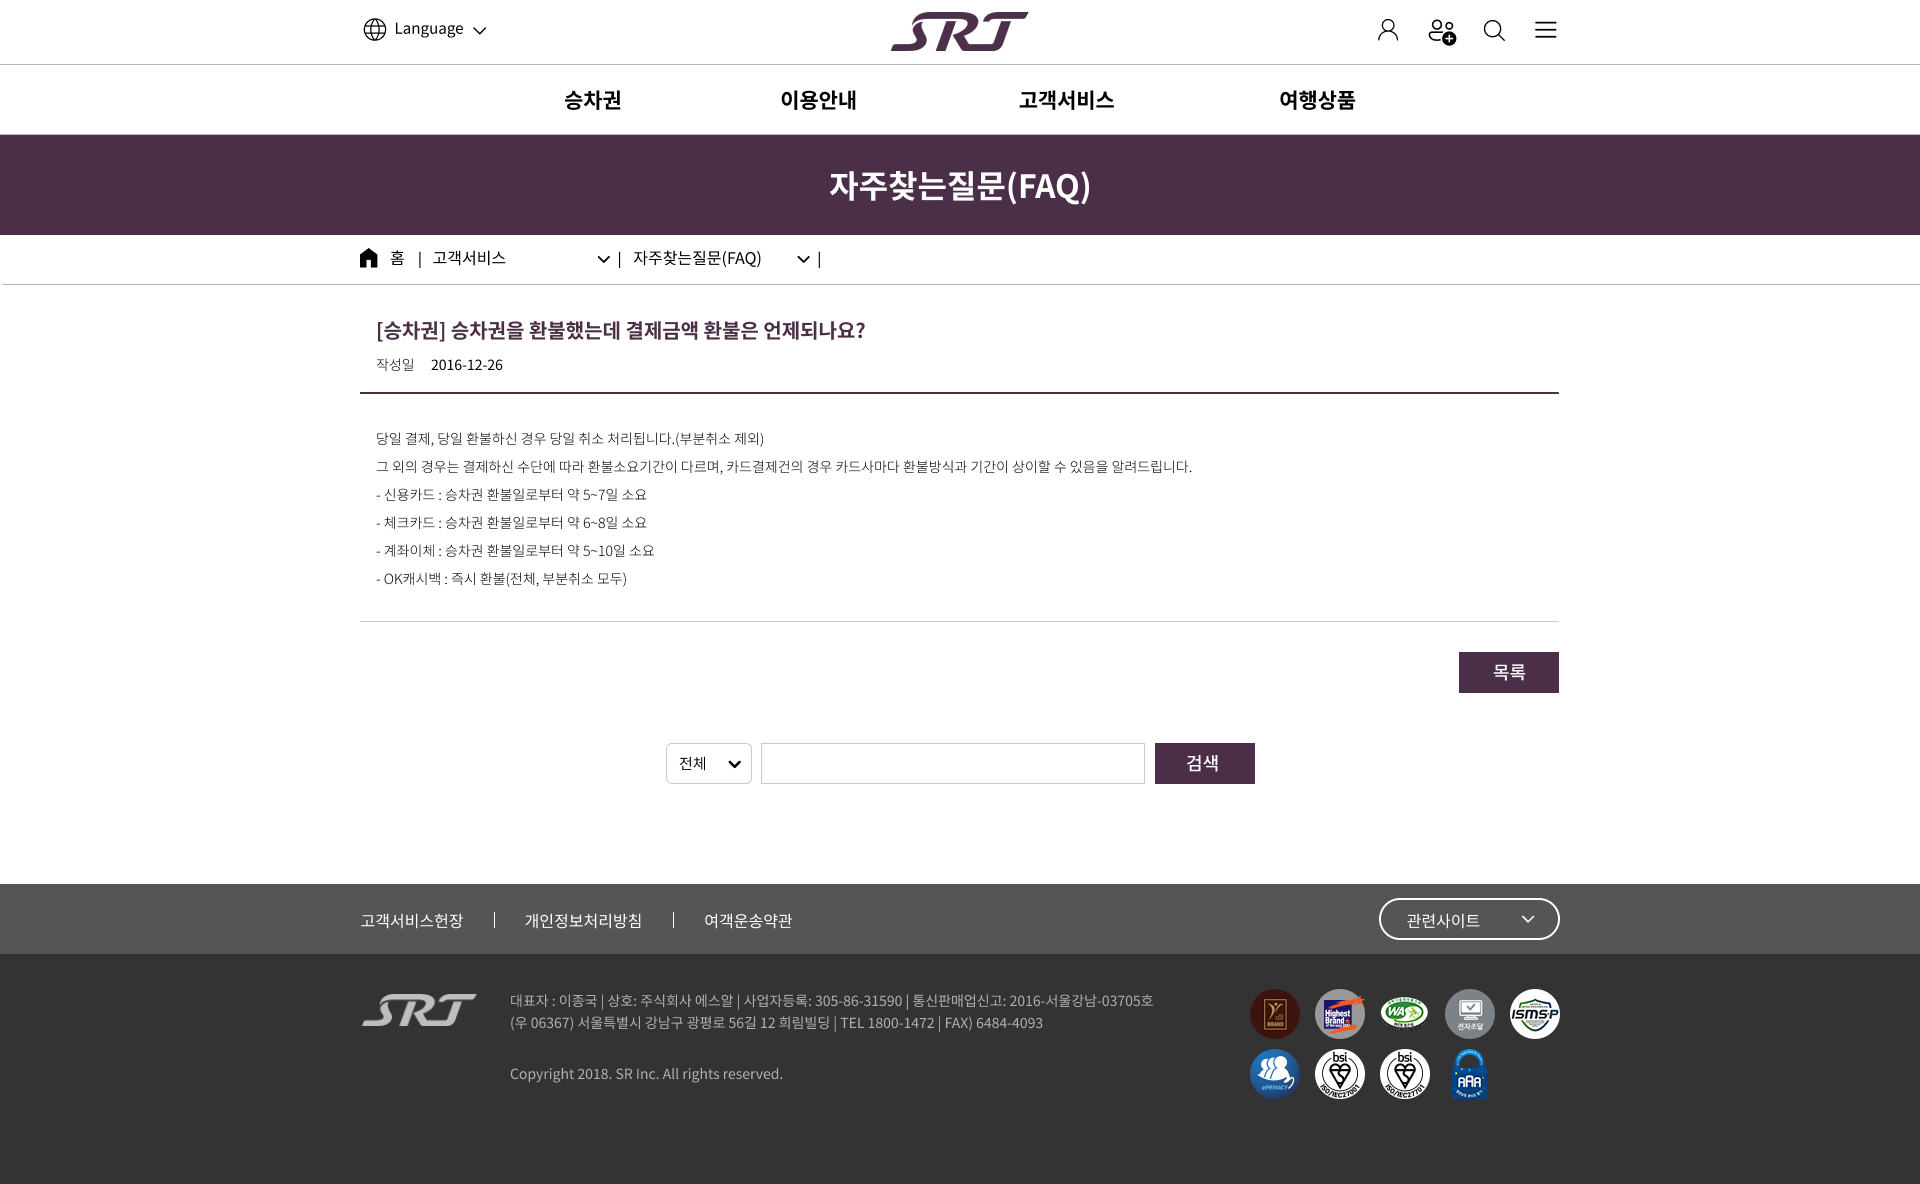 Language
SRT
승차권 이용안내 고객서비스 여행상품
자주찾는질문(FAQ)
홈 | 고객서비스 | 자주찾는질문(FAQ) |
[승차권] 승차권을 환불했는데 결제금액 환불은 언제되나요?
작성일 2016-12-26
당일 결제, 당일 환불하신 경우 당일 취소 처리됩니다.(부분취소 제외)
그 외의 경우는 결제하신 수단에 따라 환불소요기간이 다르며, 카드결제건의 경우 카드사마다 환불방식과 기간이 상이할 수 있음을 알려드립니다.
- 신용카드 : 승차권 환불일로부터 약 5~7일 소요
- 체크카드 : 승차권 환불일로부터 약 6~8일 소요
- 계좌이체 : 승차권 환불일로부터 약 5~10일 소요
- OK캐시백 : 즉시 환불(전체, 부분취소 모두)
목록
전체
검색
고객서비스헌장 개인정보처리방침 여객운송약관
관련사이트
SRT
대표자 : 이종국 | 상호: 주식회사 에스알 | 사업자등록: 305-86-31590 | 통신판매업신고: 2016-서울강남-03705호
(우 06367) 서울특별시 강남구 광평로 56길 12 희림빌딩 | TEL 1800-1472 | FAX) 6484-4093
Copyright 2018. SR Inc. All rights reserved.
BRAND
Highest
Brand
WA
전자조달
ISMS-P
ePRIVACY
bsi
ISO/IEC27001
bsi
ISO/IEC27701
AAA